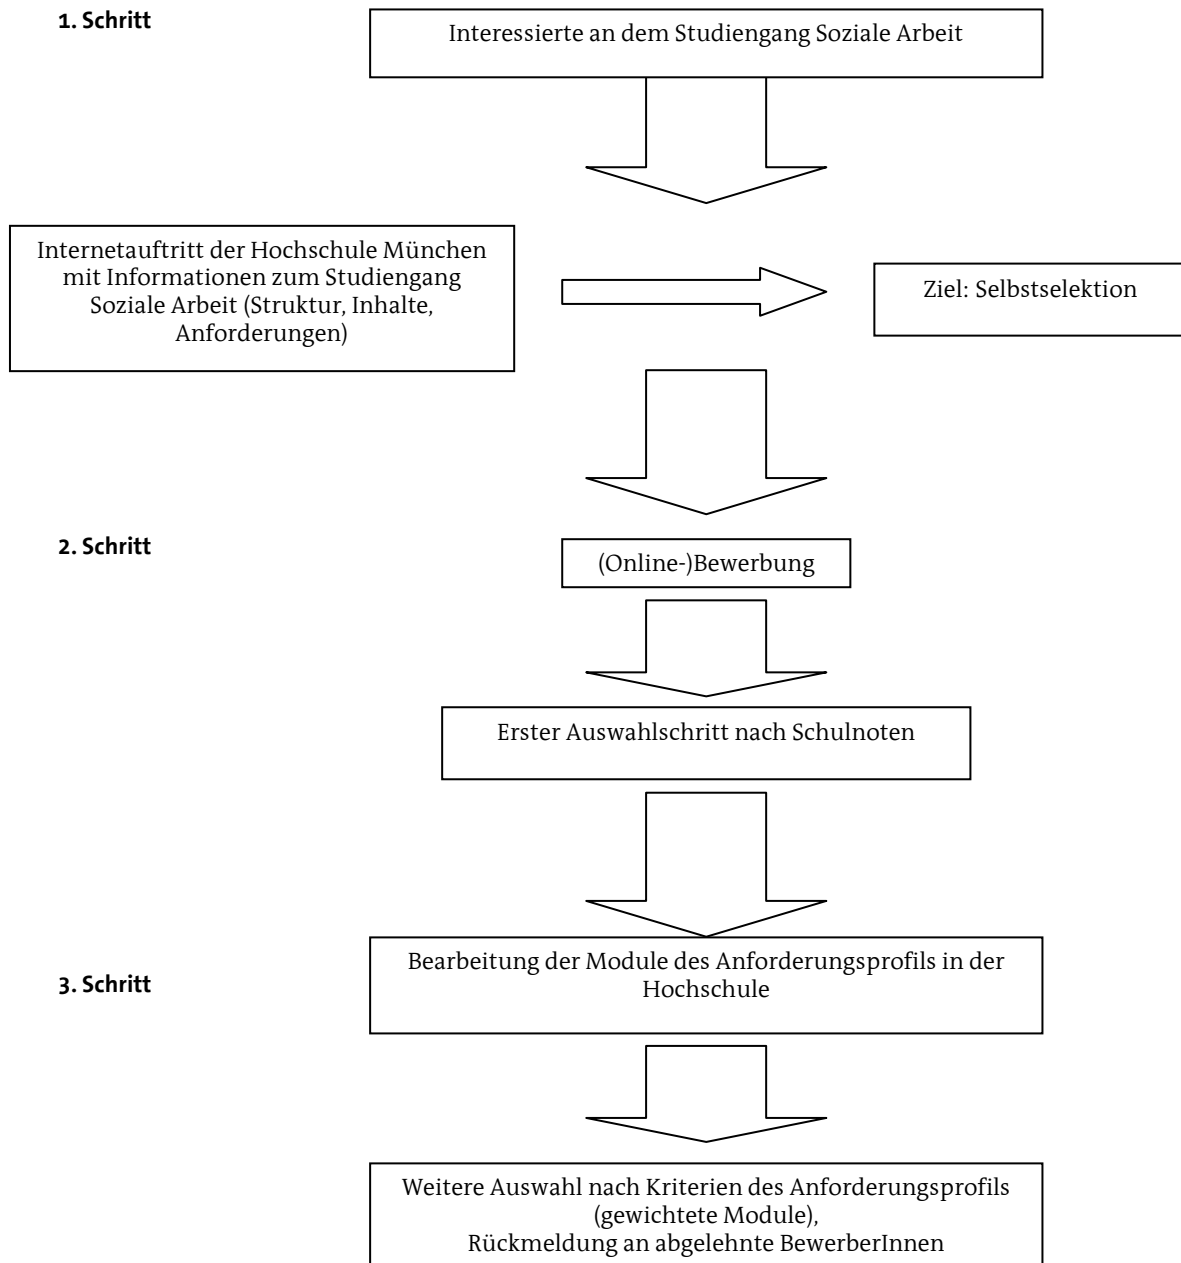 1. Schritt
Interessierte an dem Studiengang Soziale Arbeit
Internetauftritt der Hochschule München
mit Informationen zum Studiengang
Soziale Arbeit (Struktur, Inhalte,
Anforderungen)
Ziel: Selbstselektion
2. Schritt
(Online-)Bewerbung
Erster Auswahlschritt nach Schulnoten
3. Schritt
Bearbeitung der Module des Anforderungsprofils in der
Hochschule
Weitere Auswahl nach Kriterien des Anforderungsprofils
(gewichtete Module),
Rückmeldung an abgelehnte BewerberInnen